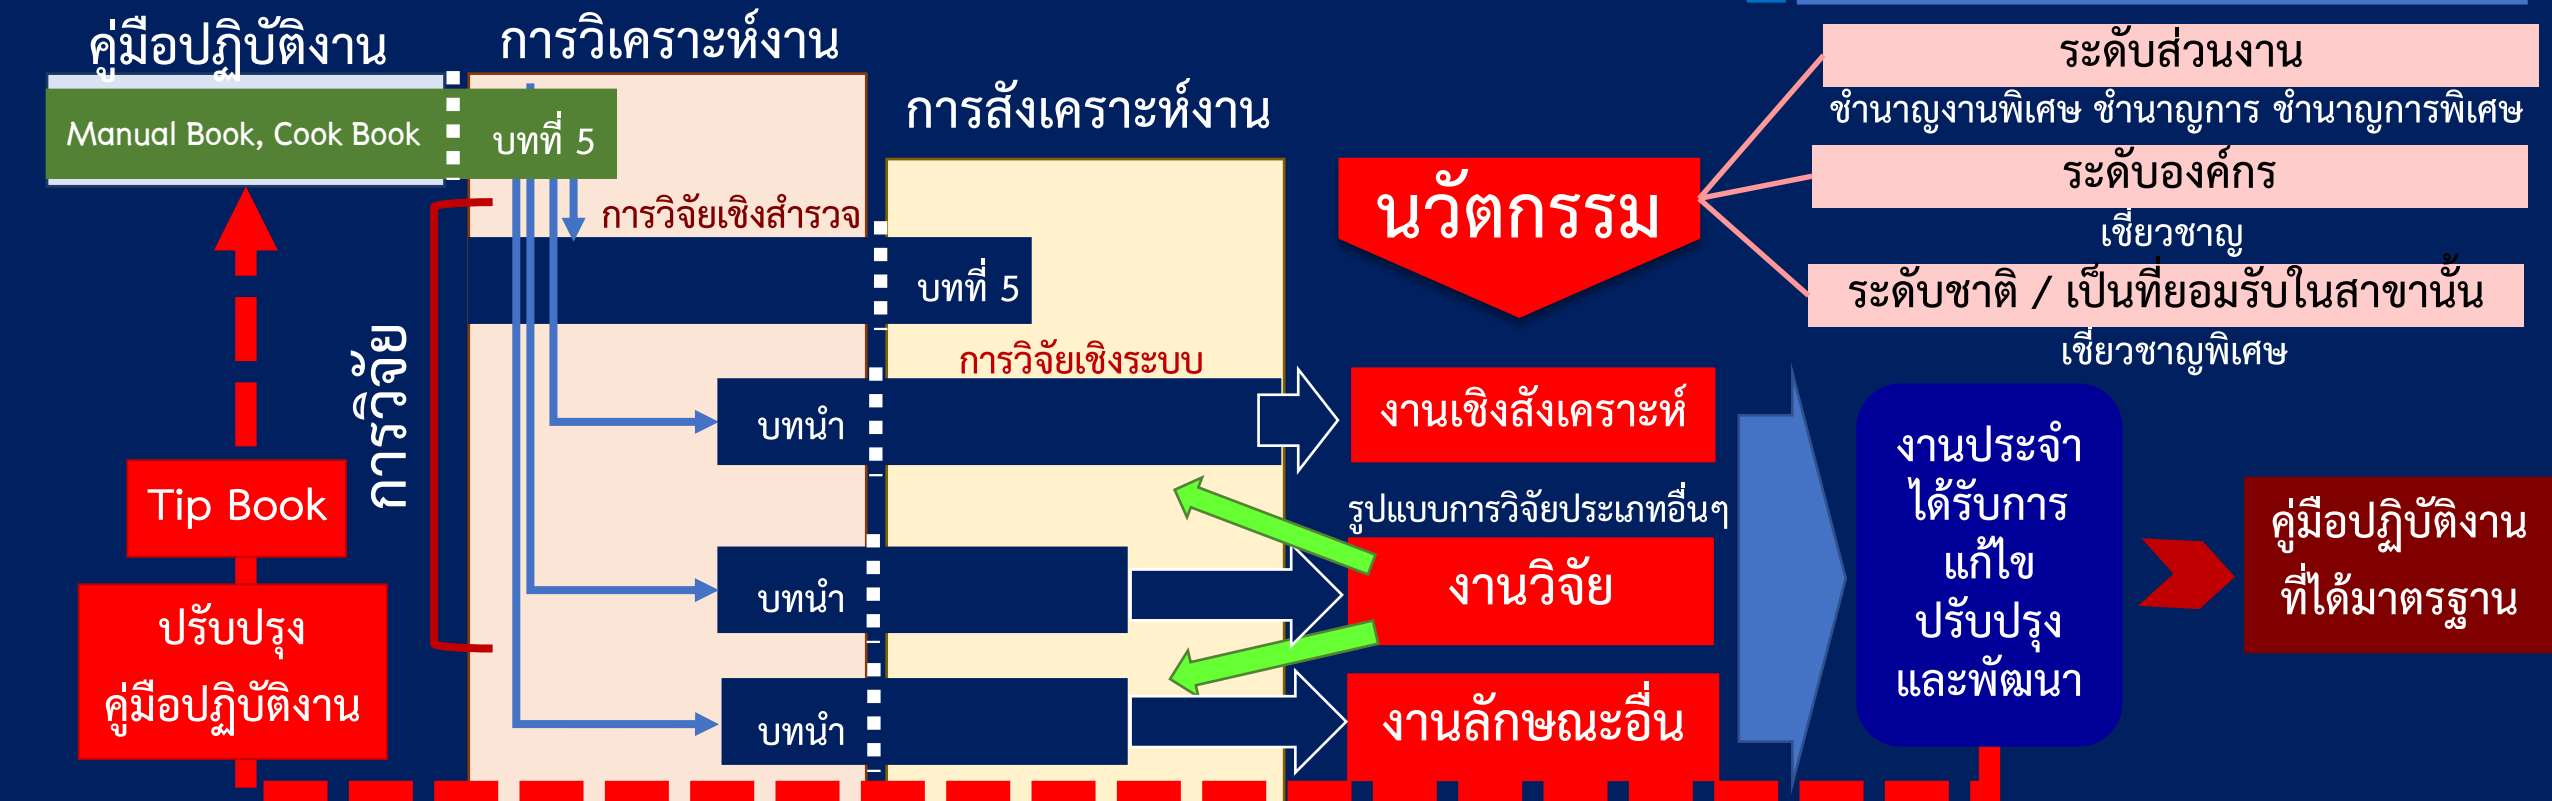 คู่มือปฏิบัติงาน
การวิเคราะห์งาน
การสังเคราะห์งาน
Manual Book, Cook Book
บทที่ 5
การวิจัยเชิงสำรวจ
บทที่ 5
การวิจัยเชิงระบบ
การวิจัย
บทนำ
บทนำ
บทนำ
Tip Book
ปรับปรุง
คู่มือปฏิบัติงาน
นวัตกรรม
ระดับส่วนงาน
ชำนาญงานพิเศษ ชำนาญการ ชำนาญการพิเศษ
ระดับองค์กร
เชี่ยวชาญ
ระดับชาติ / เป็นที่ยอมรับในสาขานั้น
เชี่ยวชาญพิเศษ
งานเชิงสังเคราะห์
รูปแบบการวิจัยประเภทอื่นๆ
งานวิจัย
งานลักษณะอื่น
งานประจำ
ได้รับการ
แก้ไข
ปรับปรุง
และพัฒนา
คู่มือปฏิบัติงาน
ที่ได้มาตรฐาน